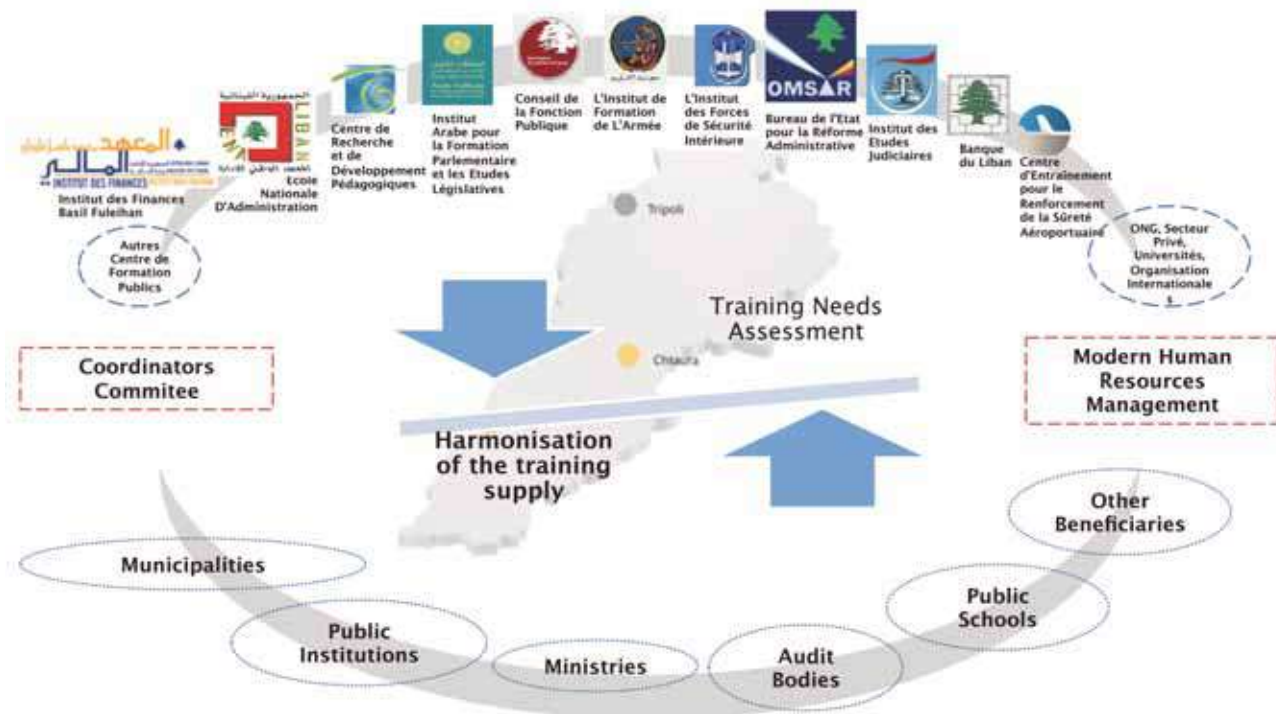 المعهد
المالي
INSTITUT DES FINANCES
Institut des Finances
Basil Fuleihan
الجمهورية اللبنانية
ENA
LIBAN
Ecole
Nationale
D'Administration
Centre de
Recherche
et de
Développement
Pédagogiques
Institut
Arabe pour
la Formation
Parlementaire
et les Etudes
Législatives
Conseil de
la Fonction
Publique
L'Institut de
Formation
de L'Armée
L'Institut
des Forces
de Sécurité
Intérieure
OMSAR
Bureau de l'Etat
pour la Réforme
Administrative
Institut des
Etudes
Judiciaires
Banque
du Liban
Centre
d'Entraînement
pour le
Renforcement
de la Sûreté
Aéroportuaire
Autres
Centre de
Formation
Publics
ONG, Secteur
Privé,
Universités,
Organisation
Internationale
s
Tripoli
Training Needs
Assessment
Chtaura
Coordinators
Commitee
Modern Human
Resources
Management
Harmonisation
of the training
supply
Other
Beneficiaries
Municipalities
Public
Schools
Public
Institutions
Ministries
Audit
Bodies